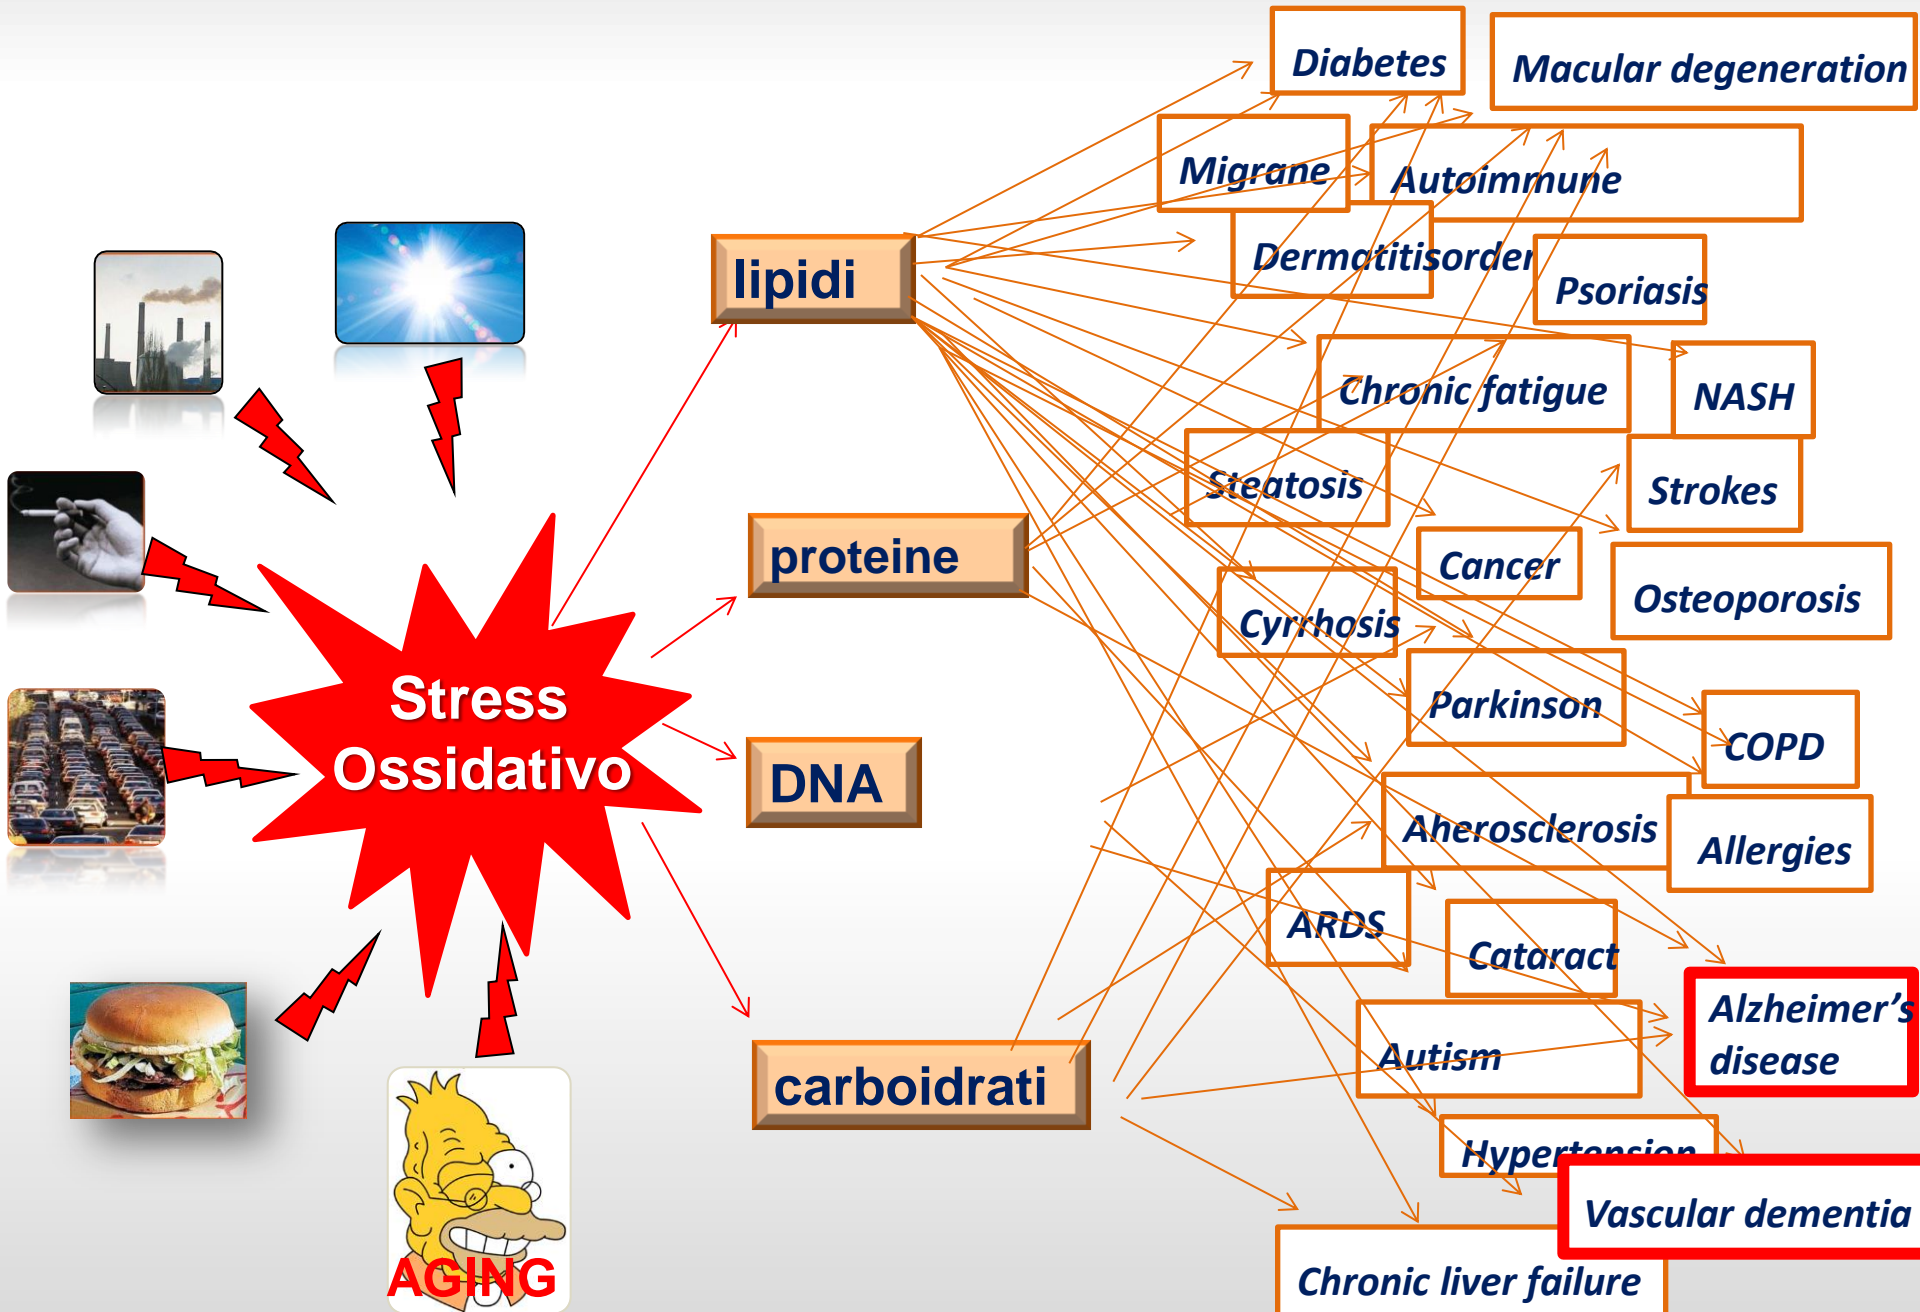 Diabetes
Macular degeneration
Migrane
Autoimmune
Dermatitisorder
Psoriasis
lipidi
Chronic fatigue
NASH
Steatosis
Strokes
proteine
Cancer
Osteoporosis
Cyrrhosis
Stress
Ossidativo
Parkinson
COPD
DNA
Aherosclerosis
Allergies
ARDS
Cataract
Alzheimer's
disease
Autism
carboidrati
Hypertension
Vascular dementia
Chronic liver failure
AGING